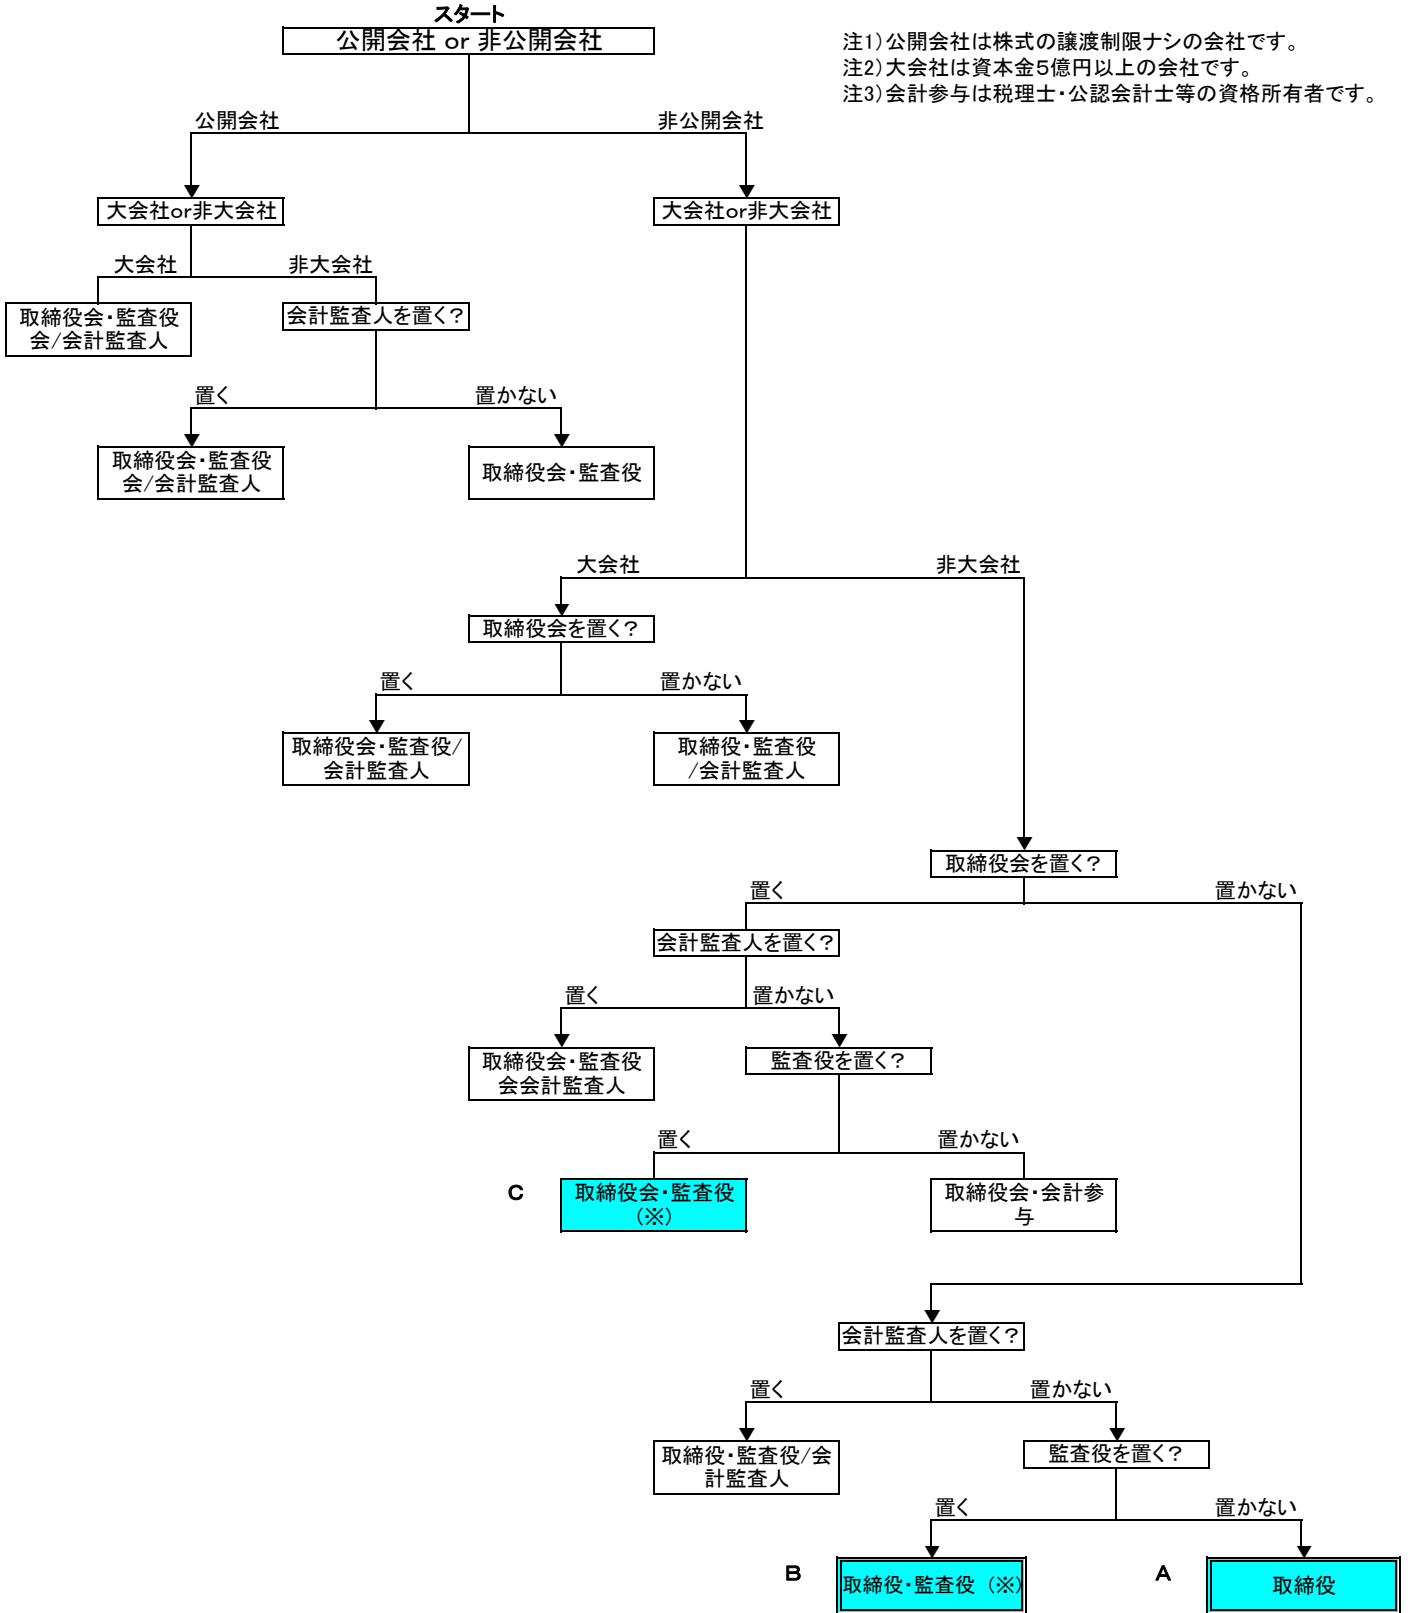 スタート
公開会社 or 非公開会社
注1)公開会社は株式の譲渡制限ナシの会社です。
注2)大会社は資本金5億円以上の会社です。
注3)会計参与は税理士・公認会計士等の資格所有者です。
公開会社
非公開会社
大会社or非大会社
大会社or非大会社
大会社
非大会社
取締役会・監査役
会/会計監査人
会計監査人を置く?
置く
置かない
取締役会・監査役
会/会計監査人
取締役会・監査役
大会社
非大会社
取締役会を置く?
置く
置かない
取締役会・監査役/
会計監査人
取締役・監査役
/会計監査人
取締役会を置く?
置く
置かない
会計監査人を置く?
置く
置かない
取締役会・監査役
会会計監査人
監査役を置く?
置く
置かない
C
取締役会・監査役
(※)
取締役会・会計参
与
会計監査人を置く?
置く
置かない
取締役・監査役/会
計監査人
監査役を置く?
置く
置かない
B
取締役・監査役 (※)
A
取締役